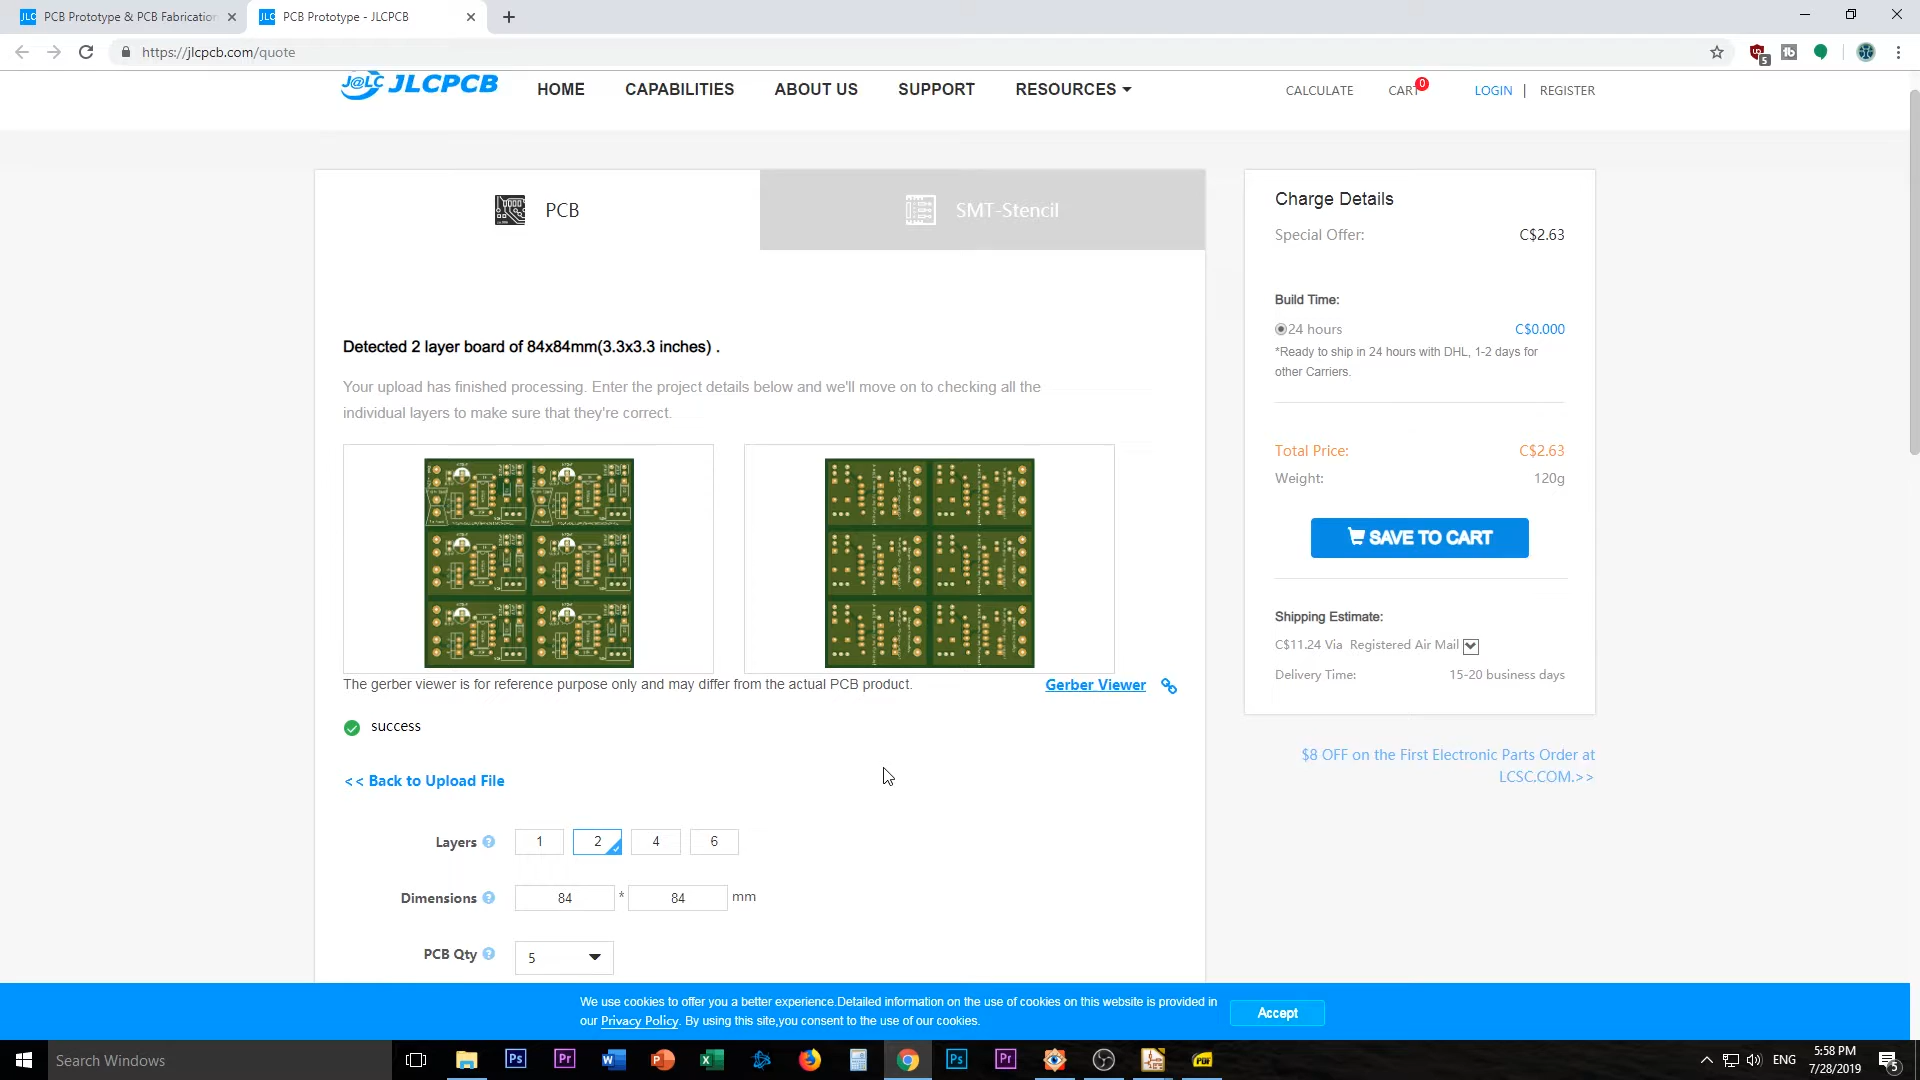 PCB Prototype & PCB Fabrication
PCB Prototype - JLCPCB
https://jlcpcb.com/quote
5
J@LC JLCPCB
HOME
CAPABILITIES
ABOUT US
SUPPORT
RESOURCES
CALCULATE
CART
0
LOGIN | REGISTER
PCB
SMT-Stencil
Detected 2 layer board of 84x84mm(3.3x3.3 inches) .
Your upload has finished processing. Enter the project details below and we'll move on to checking all the
individual layers to make sure that they're correct.
The gerber viewer is for reference purpose only and may differ from the actual PCB product.
Gerber Viewer
success
<< Back to Upload File
Layers ? 1 2 4 6
Dimensions ? 84 * 84 mm
PCB Qty ? 5
Charge Details
Special Offer: C$2.63
Build Time:
24 hours C$0.000
*Ready to ship in 24 hours with DHL, 1-2 days for
other Carriers.
Total Price: C$2.63
Weight: 120g
SAVE TO CART
Shipping Estimate:
C$11.24 Via Registered Air Mail
Delivery Time: 15-20 business days
$8 OFF on the First Electronic Parts Order at
LCSC.COM.>>
We use cookies to offer you a better experience.Detailed information on the use of cookies on this website is provided in
our Privacy Policy. By using this site,you consent to the use of our cookies.
Accept
Search Windows
ENG
5:58 PM
7/28/2019
5